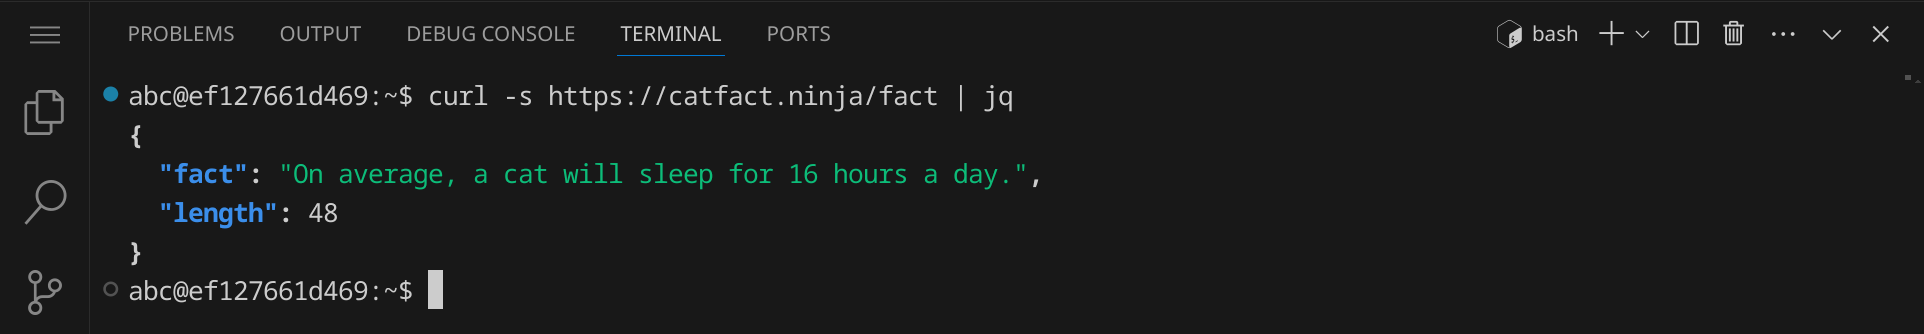 PROBLEMS OUTPUT DEBUG CONSOLE TERMINAL PORTS bash
abc@ef127661d469:~$ curl -s https://catfact.ninja/fact | jq
{
  "fact": "On average, a cat will sleep for 16 hours a day.",
  "length": 48
}
abc@ef127661d469:~$